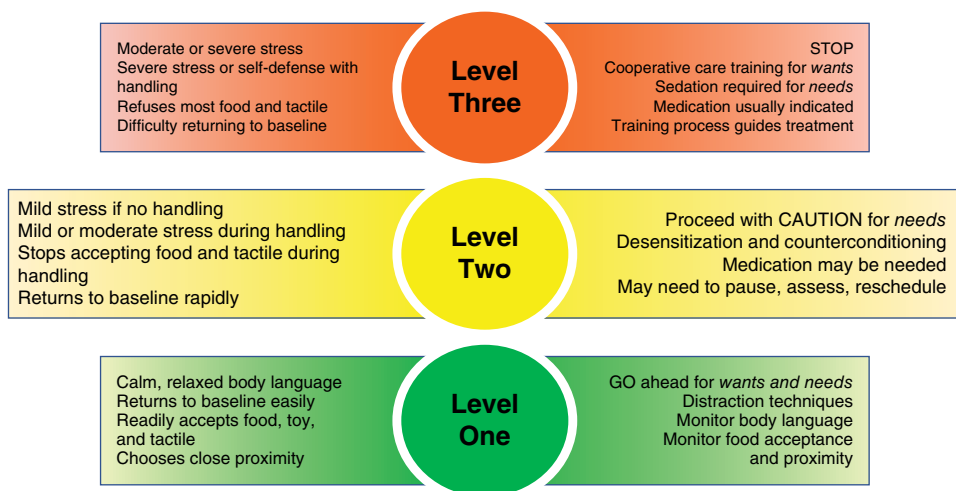 Moderate or severe stress
Severe stress or self-defense with
handling
Refuses most food and tactile
Difficulty returning to baseline
Level
Three
STOP
Cooperative care training for wants
Sedation required for needs
Medication usually indicated
Training process guides treatment
Mild stress if no handling
Mild or moderate stress during handling
Stops accepting food and tactile during
handling
Returns to baseline rapidly
Level
Two
Proceed with CAUTION for needs
Desensitization and counterconditioning
Medication may be needed
May need to pause, assess, reschedule
Calm, relaxed body language
Returns to baseline easily
Readily accepts food, toy,
and tactile
Chooses close proximity
Level
One
GO ahead for wants and needs
Distraction techniques
Monitor body language
Monitor food acceptance
and proximity